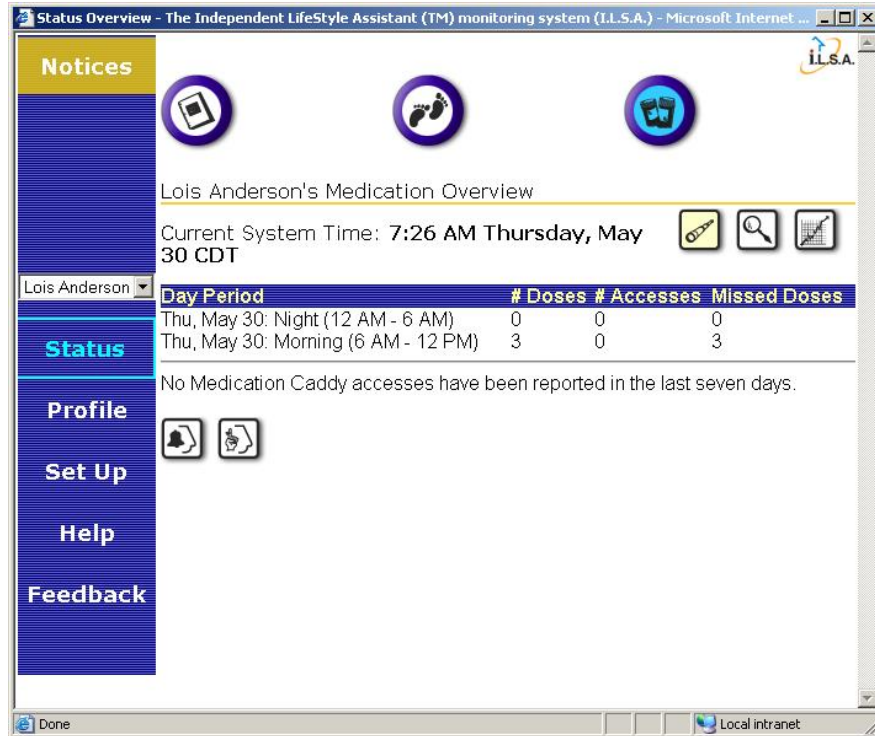 Status Overview - The Independent LifeStyle Assistant (TM) monitoring system (I.L.S.A.) - Microsoft Internet ...
Notices
i.L.S.A.
Lois Anderson's Medication Overview
Current System Time: 7:26 AM Thursday, May
30 CDT
Lois Anderson
Day Period # Doses # Accesses Missed Doses
Thu, May 30: Night (12 AM - 6 AM) 0 0 0
Thu, May 30: Morning (6 AM - 12 PM) 3 0 3
Status
No Medication Caddy accesses have been reported in the last seven days.
Profile
Set Up
Help
Feedback
Done
Local intranet